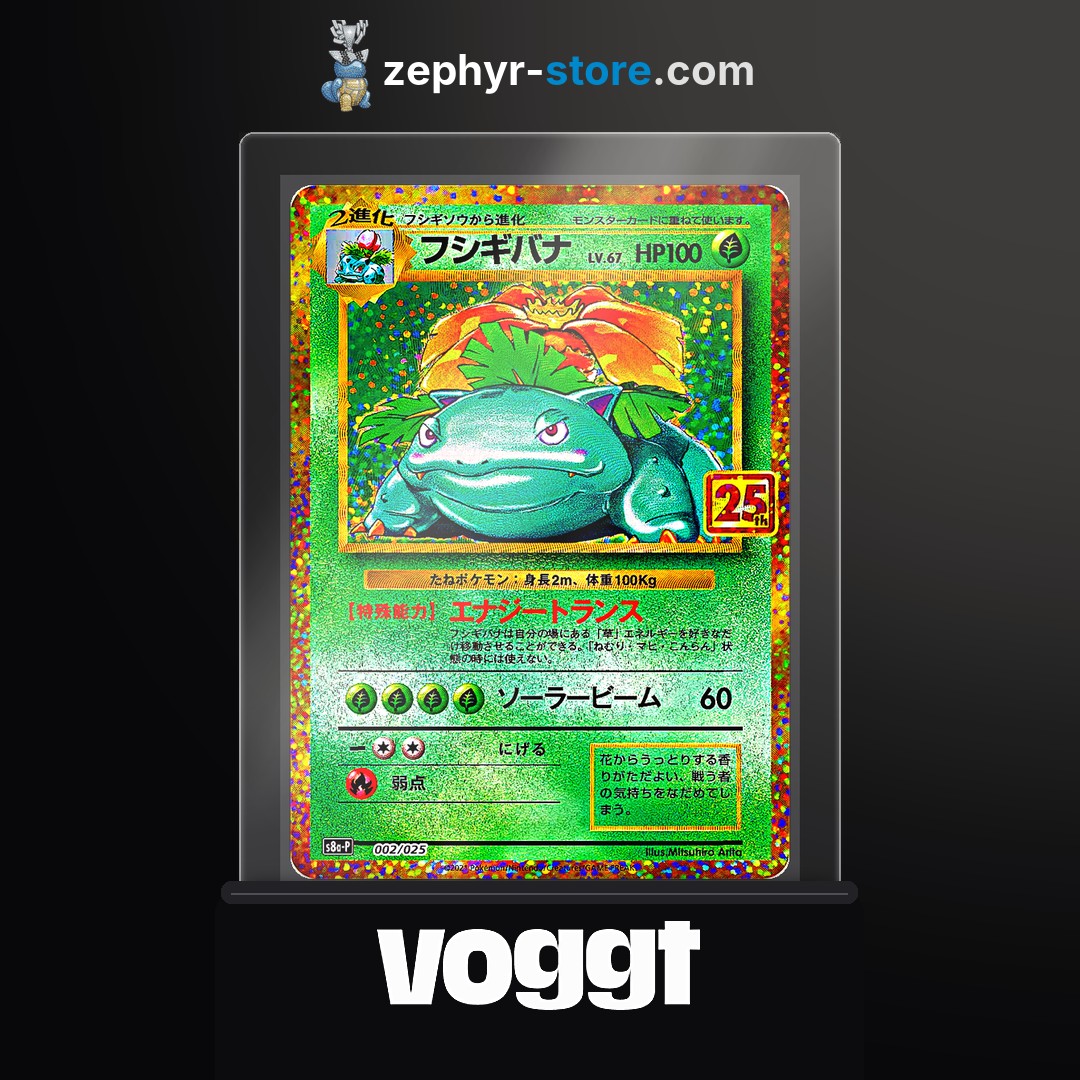 zephyr-store.com
2進化 フシギソウから進化
モンスターカードに重ねて使います。
フシギバナ LV.67 HP100
25th
たねポケモン：身長2m、体重100Kg
【特殊能力】 エナジートランス
フシギバナは自分の場にある「草」エネルギーを好きなだ
け移動させることができる。「ねむり・マヒ・こんらん」状
態の時には使えない。
ソーラービーム 60
にげる
弱点
花からうっとりする香
りがただよい、戦う者
の気持ちをなだめてし
まう。
s8a-P 002/025
Illus.Mitsuhiro Arita
©2021 Pokémon/Nintendo/Creatures/GAMEFREAK
voggt